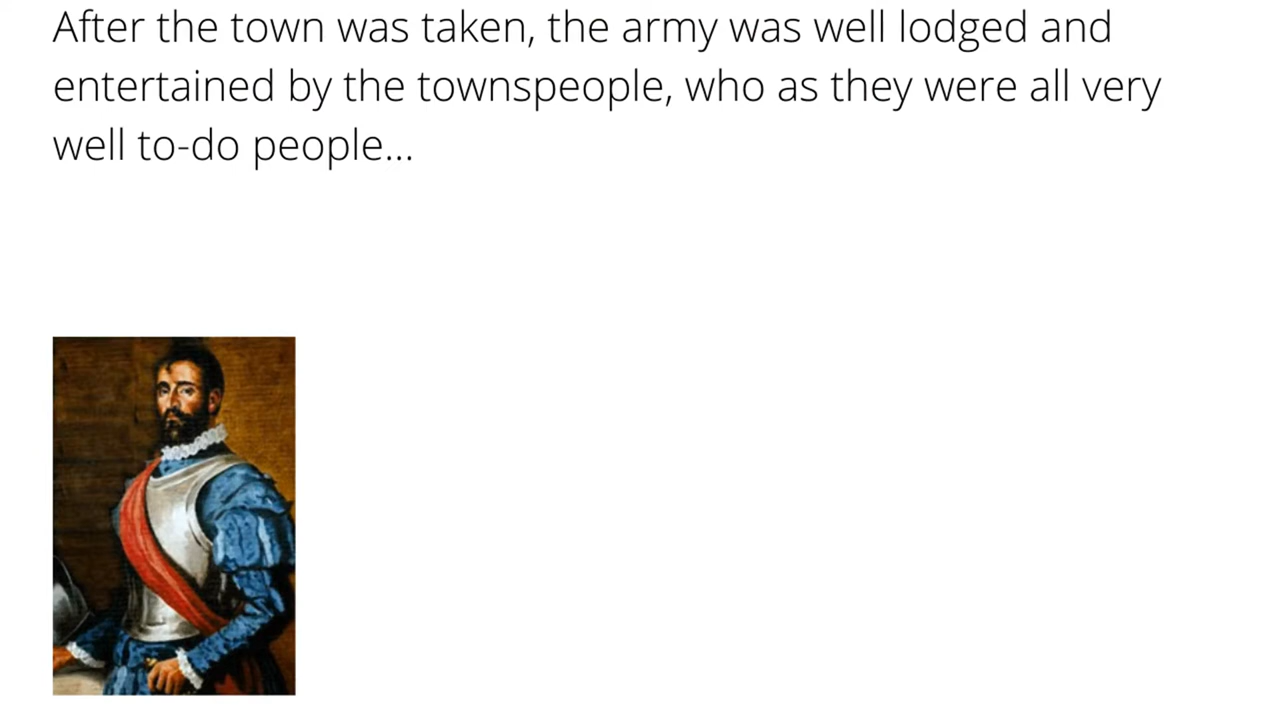 After the town was taken, the army was well lodged and
entertained by the townspeople, who as they were all very
well to-do people...